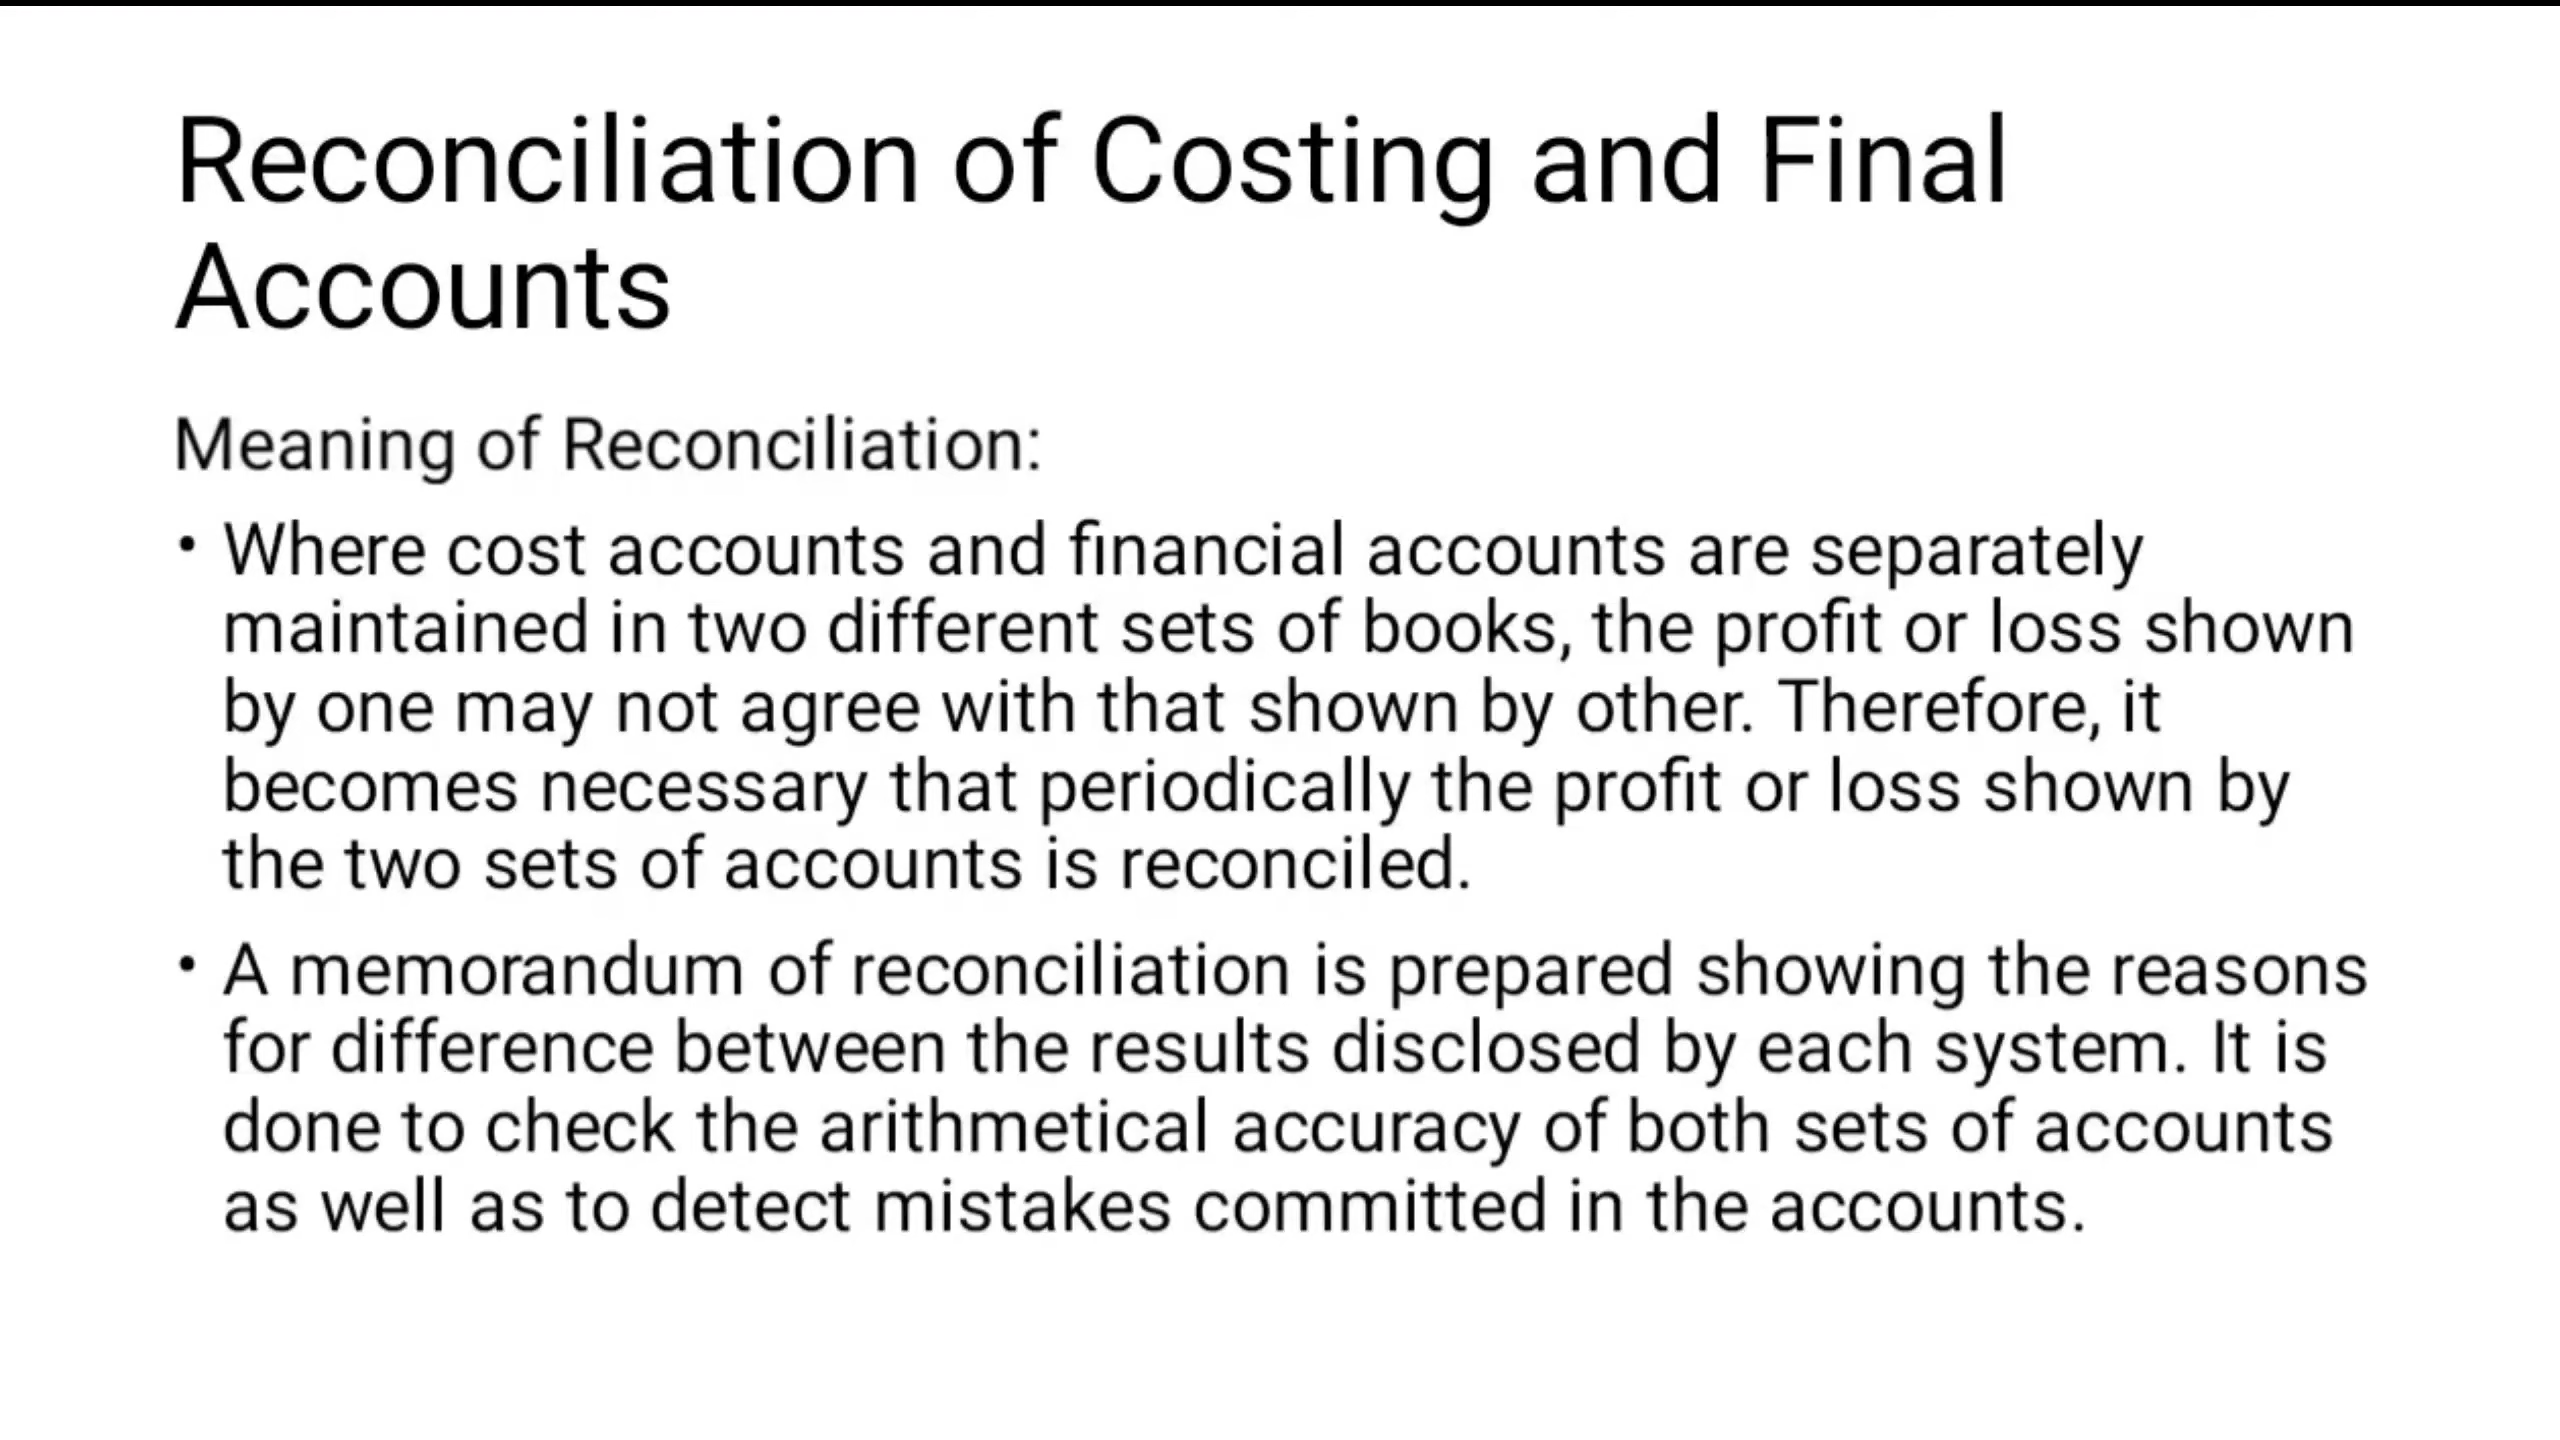 Reconciliation of Costing and Final
Accounts
Meaning of Reconciliation:
• Where cost accounts and financial accounts are separately
maintained in two different sets of books, the profit or loss shown
by one may not agree with that shown by other. Therefore, it
becomes necessary that periodically the profit or loss shown by
the two sets of accounts is reconciled.
• A memorandum of reconciliation is prepared showing the reasons
for difference between the results disclosed by each system. It is
done to check the arithmetical accuracy of both sets of accounts
as well as to detect mistakes committed in the accounts.